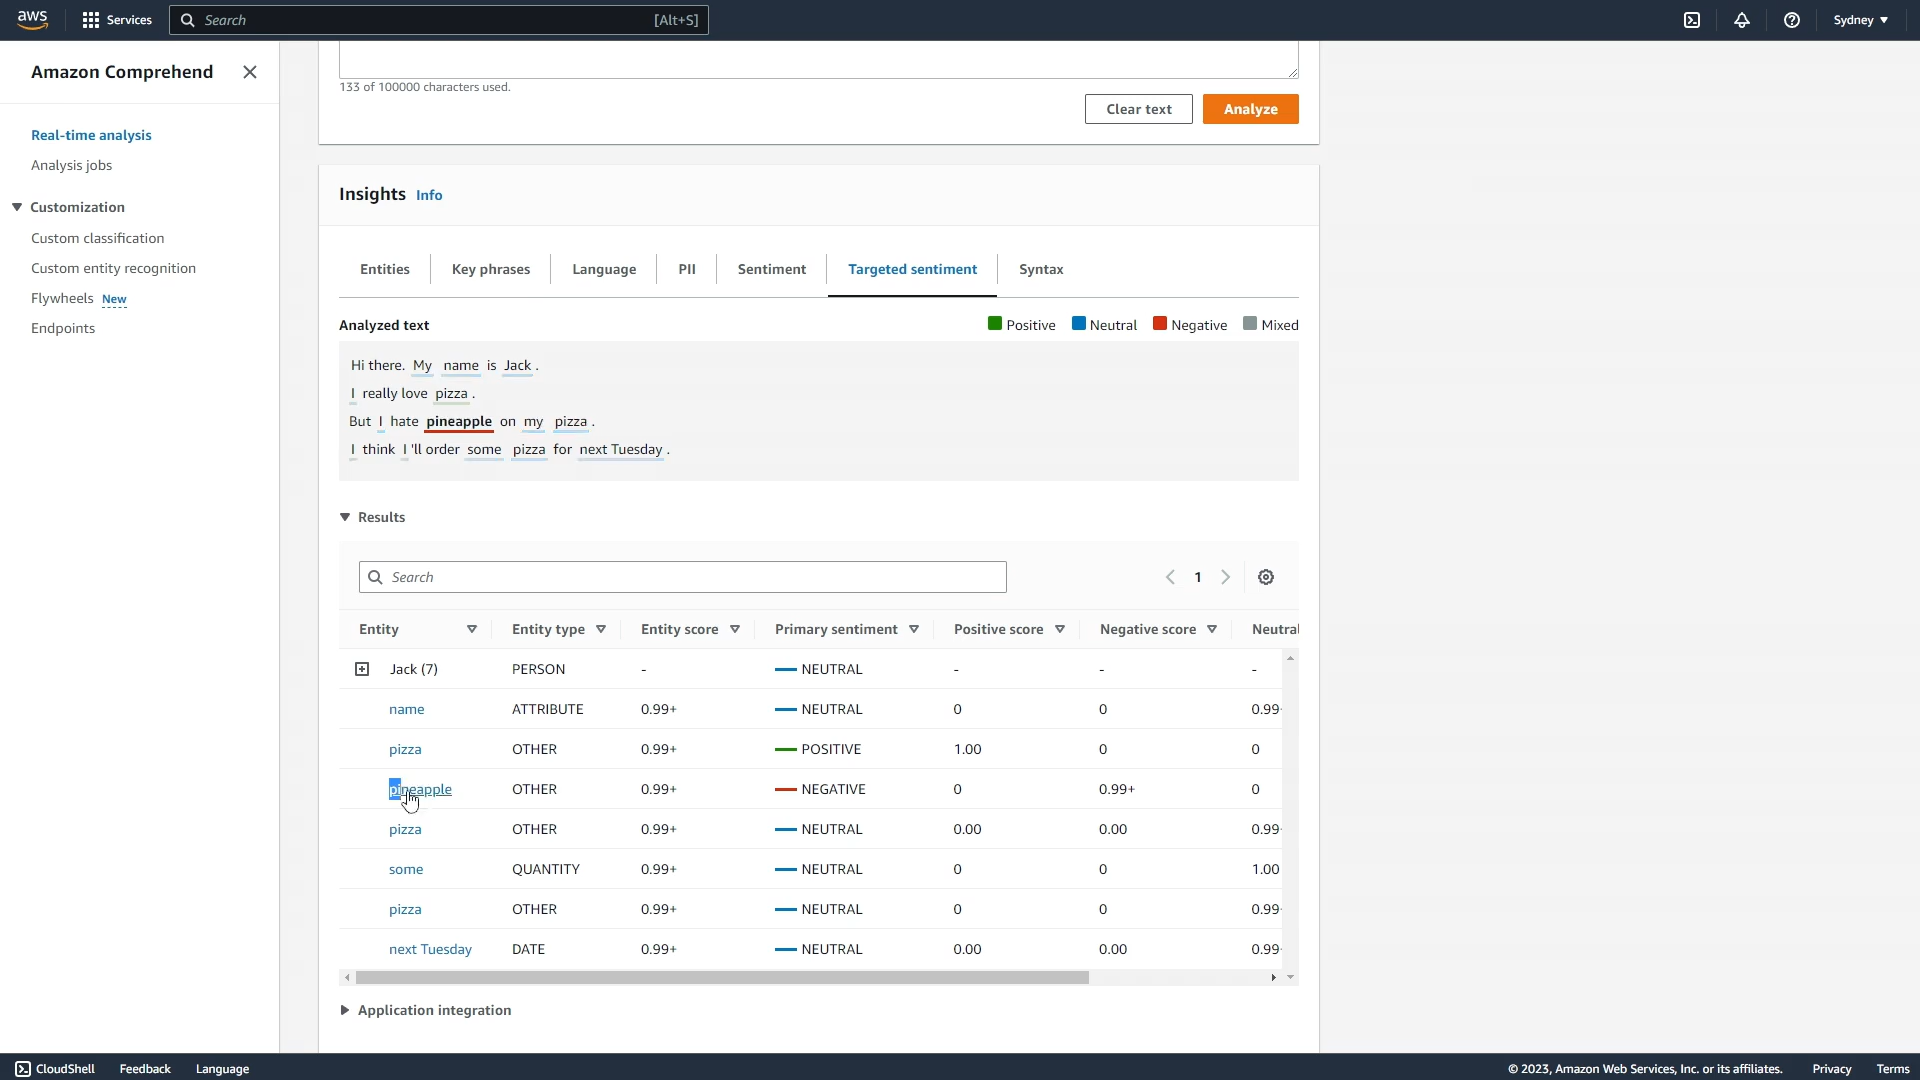 aws Services Search [Alt+S] Sydney ▼
Amazon Comprehend
Real-time analysis
Analysis jobs
▼ Customization
Custom classification
Custom entity recognition
Flywheels New
Endpoints
133 of 100000 characters used.
Clear text Analyze
Insights Info
Entities Key phrases Language PII Sentiment Targeted sentiment Syntax
Analyzed text Positive Neutral Negative Mixed
Hi there. My name is Jack .
I really love pizza .
But I hate pineapple on my pizza .
I think I 'll order some pizza for next Tuesday .
▼ Results
Search 1
Entity Entity type Entity score Primary sentiment Positive score Negative score Neutral
Jack (7) PERSON - NEUTRAL - - -
name ATTRIBUTE 0.99+ NEUTRAL 0 0 0.99
pizza OTHER 0.99+ POSITIVE 1.00 0 0
pineapple OTHER 0.99+ NEGATIVE 0 0.99+ 0
pizza OTHER 0.99+ NEUTRAL 0.00 0.00 0.99
some QUANTITY 0.99+ NEUTRAL 0 0 1.00
pizza OTHER 0.99+ NEUTRAL 0 0 0.99
next Tuesday DATE 0.99+ NEUTRAL 0.00 0.00 0.99
▶ Application integration
CloudShell Feedback Language © 2023, Amazon Web Services, Inc. or its affiliates. Privacy Terms